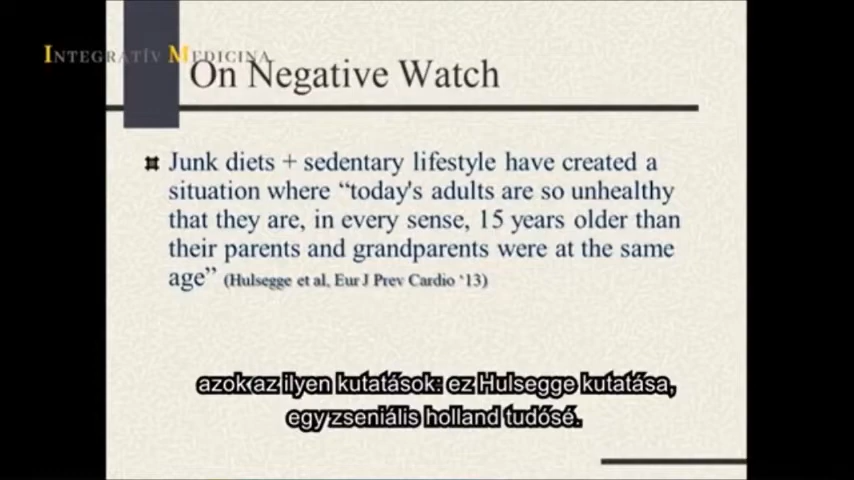 INTEGRATÍV MEDICINA
On Negative Watch
Junk diets + sedentary lifestyle have created a
situation where “today's adults are so unhealthy
that they are, in every sense, 15 years older than
their parents and grandparents were at the same
age” (Hulsegge et al, Eur J Prev Cardio ‘13)
azok az ilyen kutatások: ez Hulsegge kutatása,
egy zseniális holland tudósé.